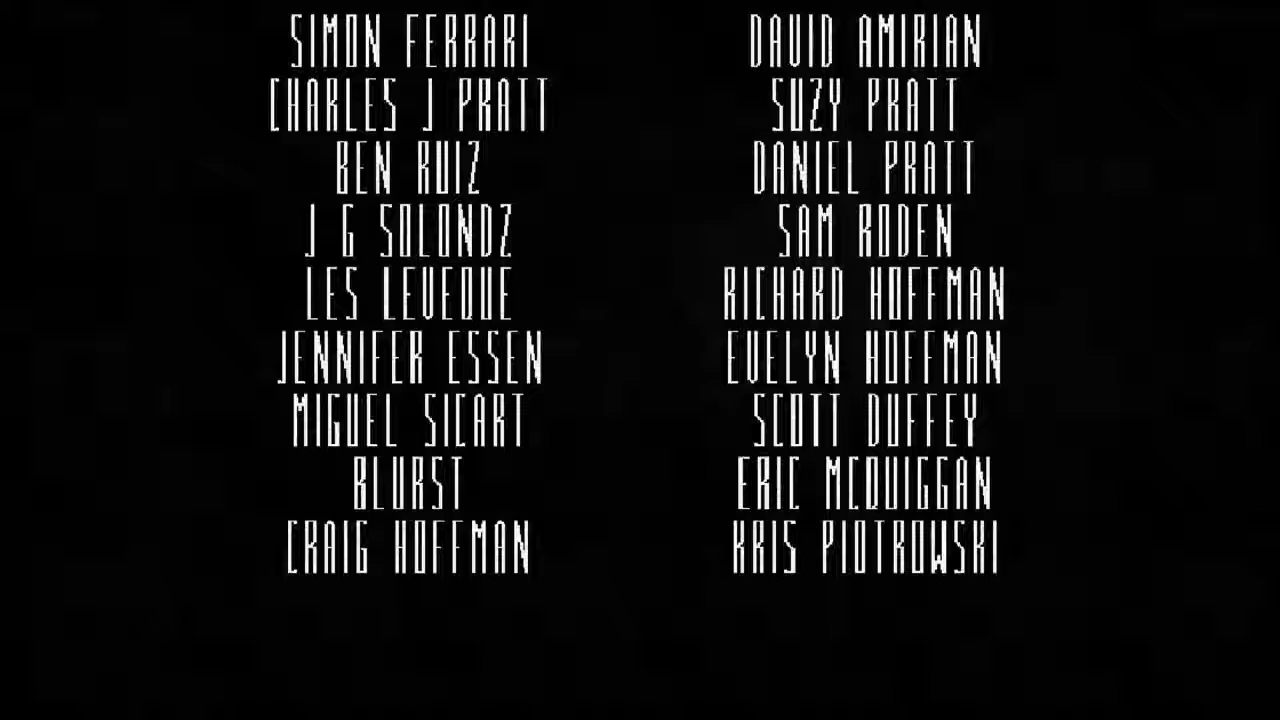 SIMON FERRARI
CHARLES J PRATT
BEN RUIZ
J G SOLONDZ
LES LEVEQUE
JENNIFER ESSEN
MIGUEL SICART
BLURST
CRAIG HOFFMAN
DAVID AMIRIAN
SUZY PRATT
DANIEL PRATT
SAM RODEN
RICHARD HOFFMAN
EVELYN HOFFMAN
SCOTT DUFFEY
ERIC MCQUIGGAN
KRIS PIOTROWSKI